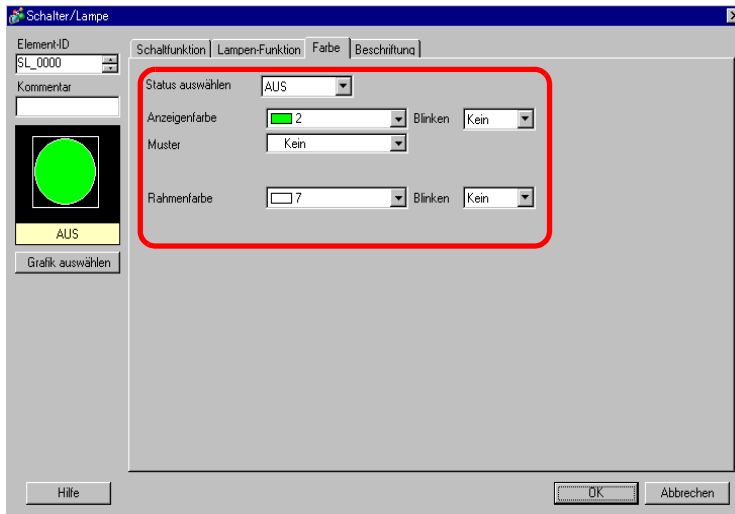 Schalter/Lampe
Element-ID
SL_0000
Kommentar
AUS
Grafik auswählen
Schaltfunktion Lampen-Funktion Farbe Beschriftung
Status auswählen AUS
Anzeigenfarbe 2 Blinken Kein
Muster Kein
Rahmenfarbe 7 Blinken Kein
Hilfe OK Abbrechen